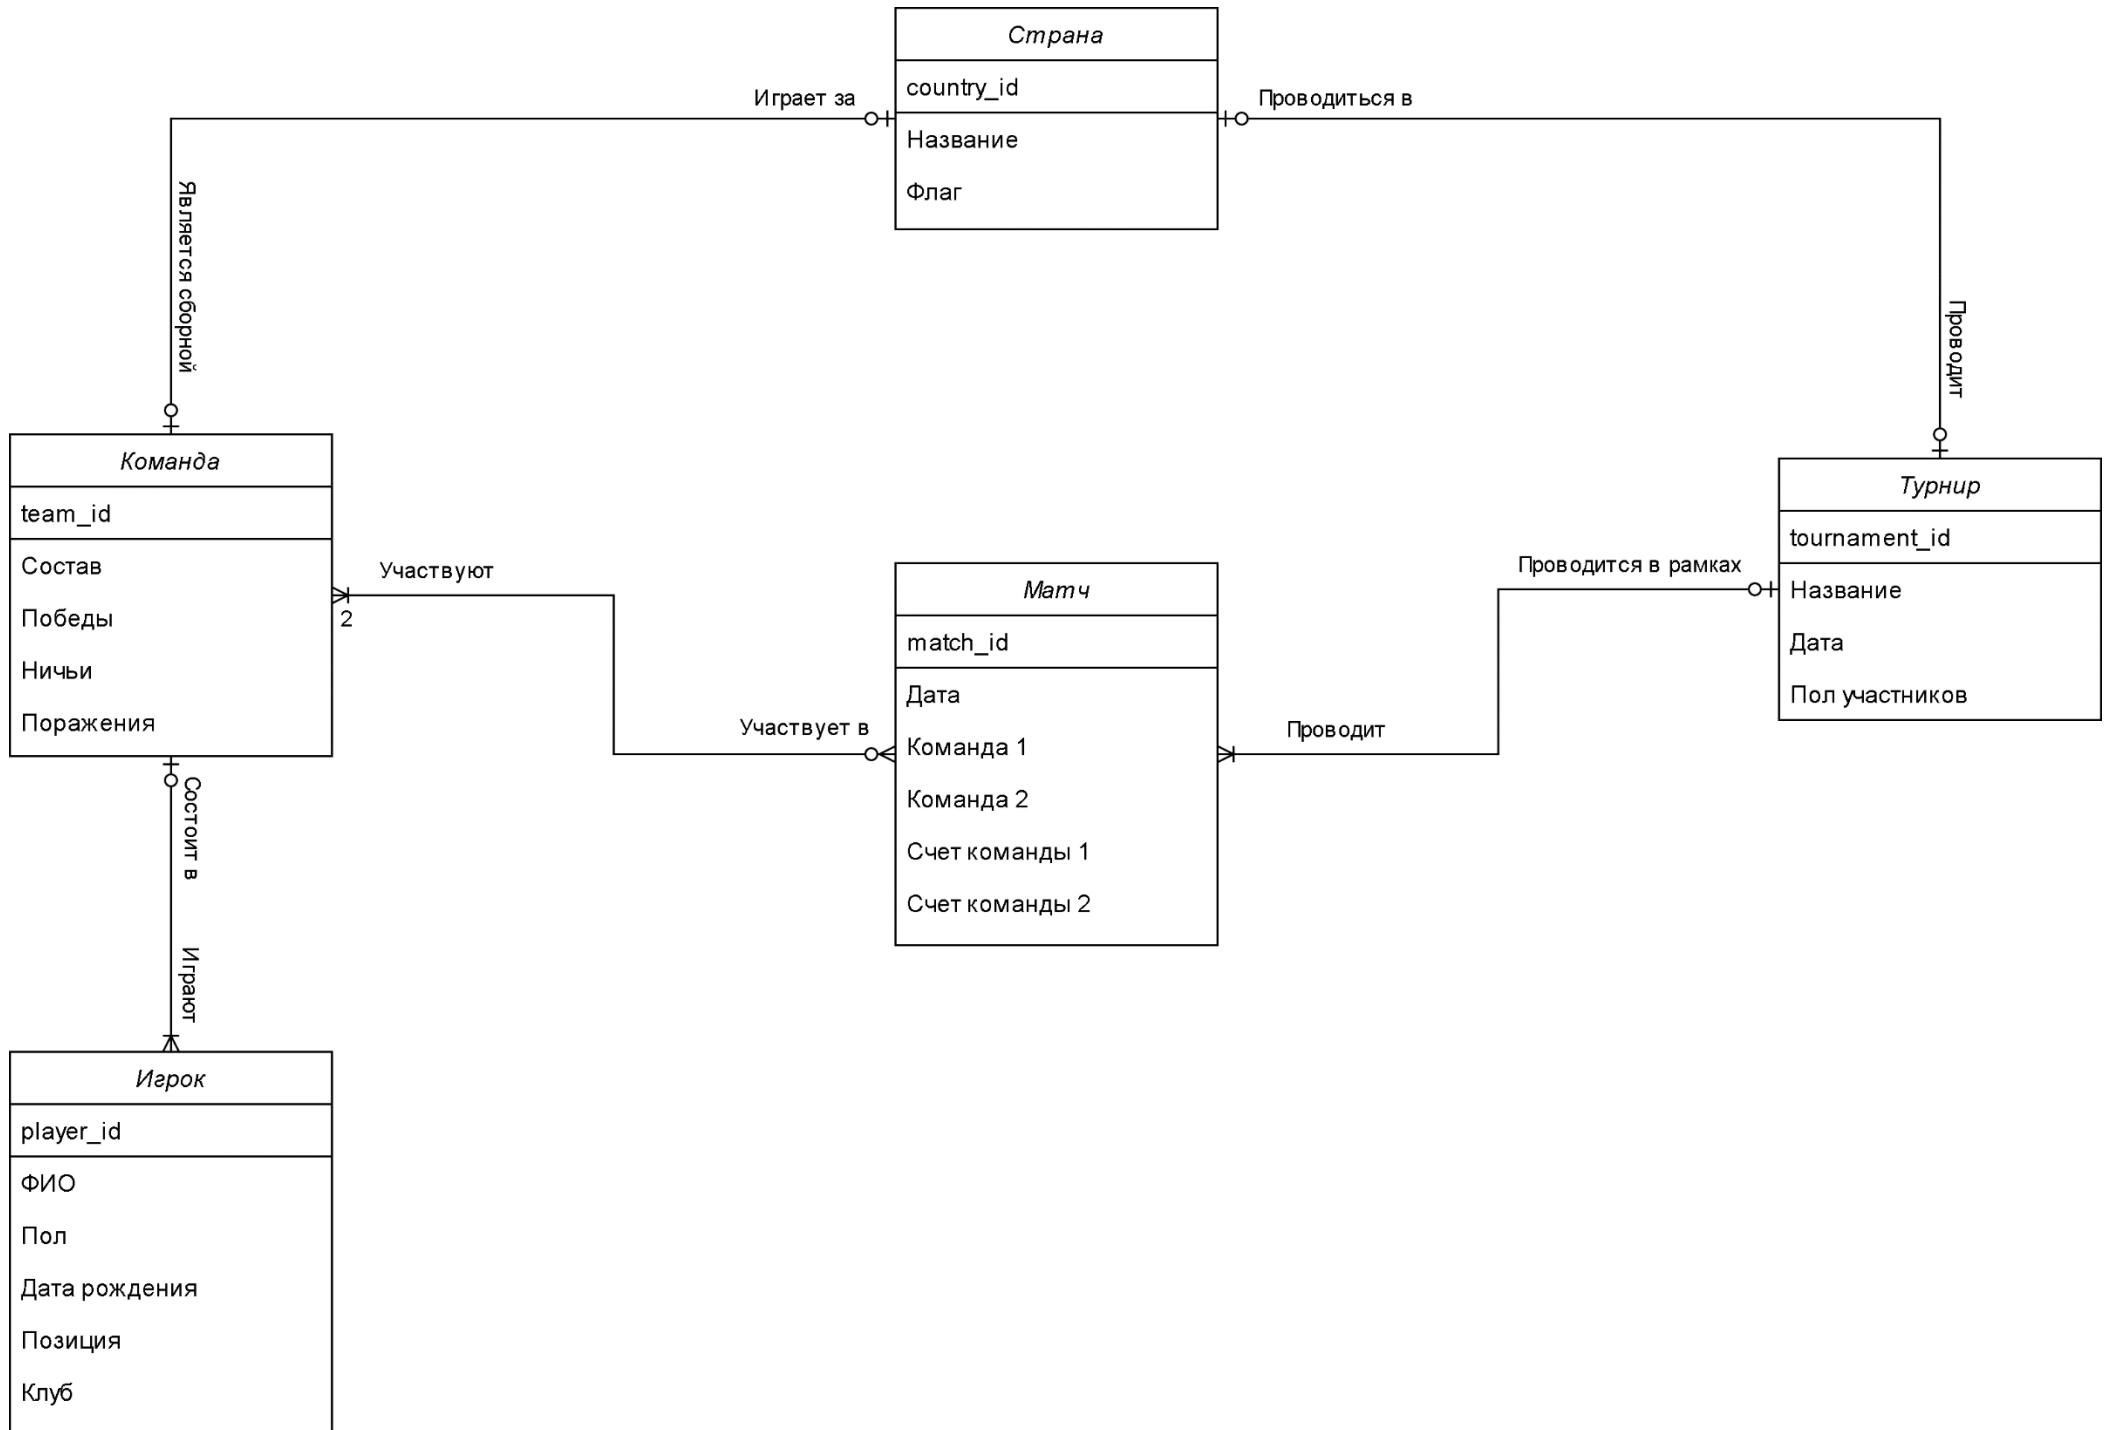 Страна
country_id
Название
Флаг
Играет за
Проводиться в
Является сборной
Проводит
Команда
team_id
Состав
Победы
Ничьи
Поражения
Участвуют
2
Участвует в
Матч
match_id
Дата
Команда 1
Команда 2
Счет команды 1
Счет команды 2
Проводится в рамках
Проводит
Турнир
tournament_id
Название
Дата
Пол участников
Состоит в
Играют
Игрок
player_id
ФИО
Пол
Дата рождения
Позиция
Клуб